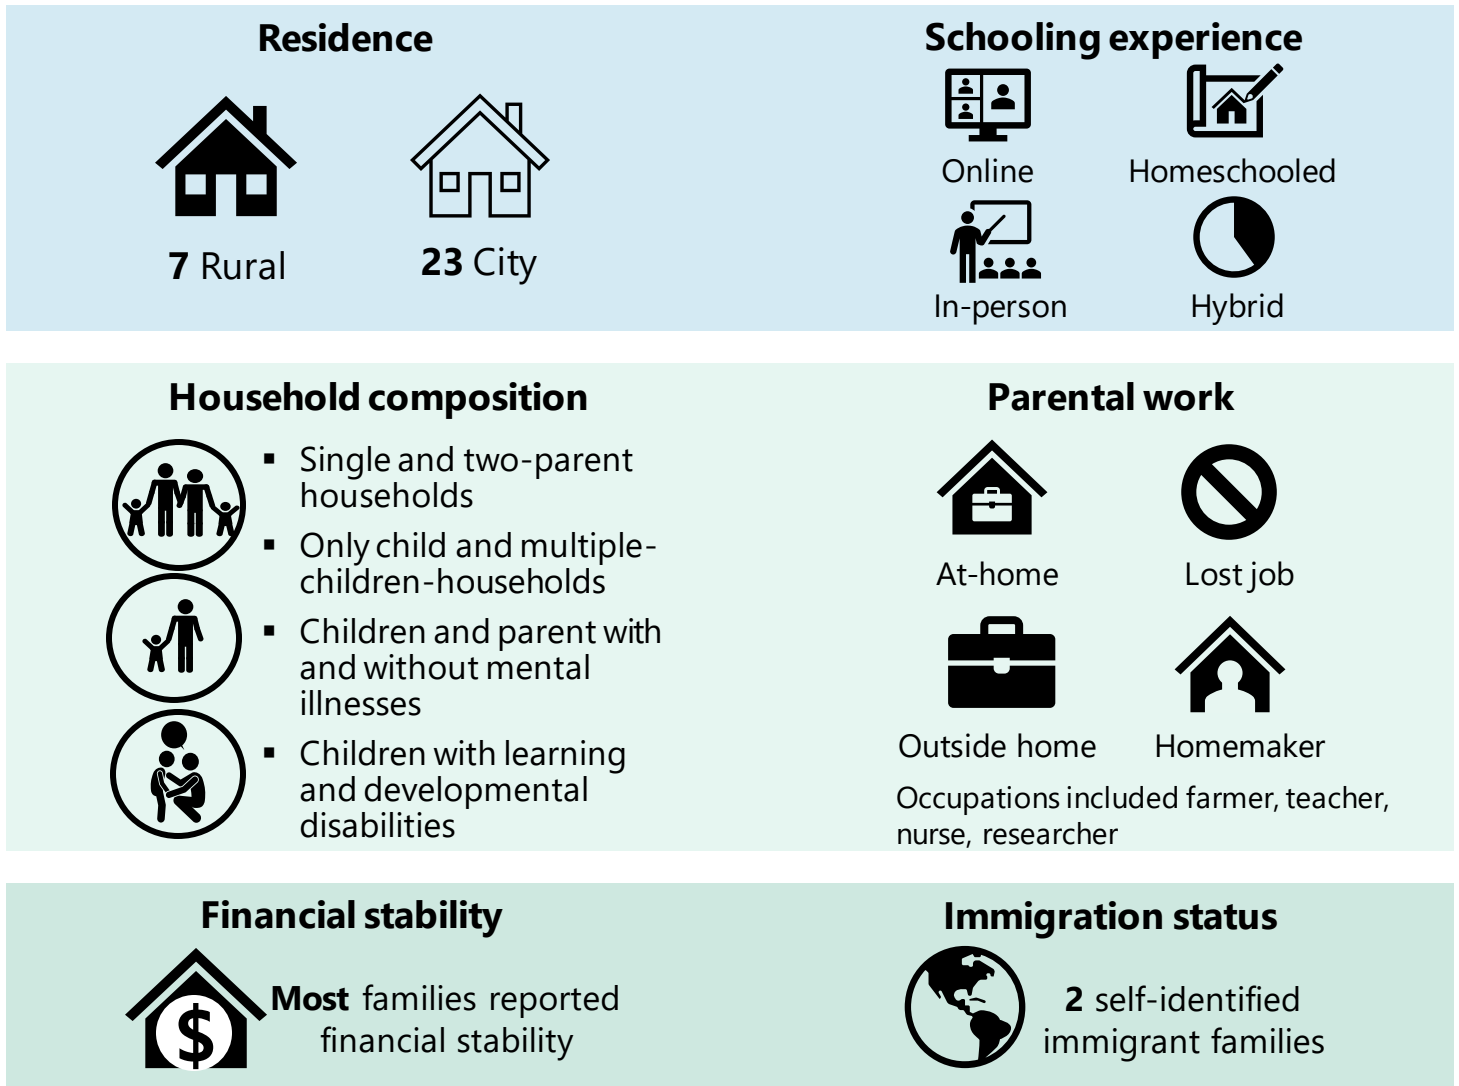 Residence
7 Rural
23 City
Schooling experience
Online
Homeschooled
In-person
Hybrid
Household composition
▪ Single and two-parent
households
▪ Only child and multiple-
children-households
▪ Children and parent with
and without mental
illnesses
▪ Children with learning
and developmental
disabilities
Parental work
At-home
Lost job
Outside home
Homemaker
Occupations included farmer, teacher,
nurse, researcher
Financial stability
$
Most families reported
financial stability
Immigration status
2 self-identified
immigrant families